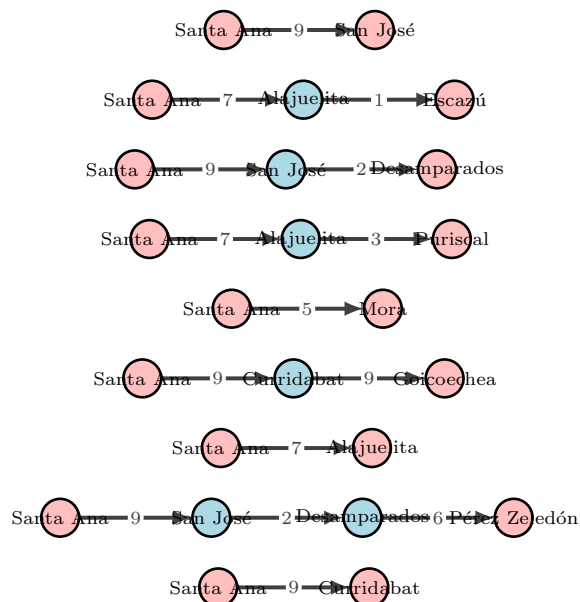 Santa Ana 9 San José
Santa Ana 7 Alajuelita 1 Escazú
Santa Ana 9 San José 2 Desamparados
Santa Ana 7 Alajuelita 3 Puriscal
Santa Ana 5 Mora
Santa Ana 9 Curridabat 9 Goicoechea
Santa Ana 7 Alajuelita
Santa Ana 9 San José 2 Desamparados 6 Pérez Zeledón
Santa Ana 9 Curridabat